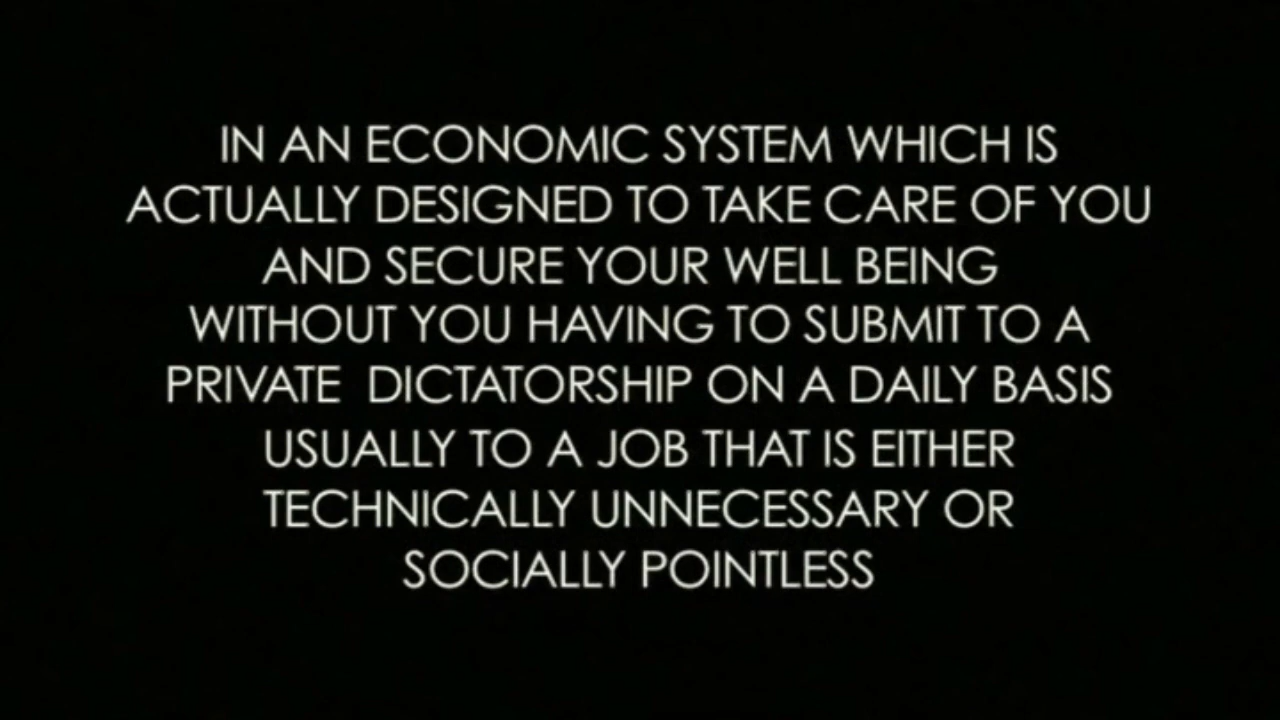 IN AN ECONOMIC SYSTEM WHICH IS
ACTUALLY DESIGNED TO TAKE CARE OF YOU
AND SECURE YOUR WELL BEING
WITHOUT YOU HAVING TO SUBMIT TO A
PRIVATE DICTATORSHIP ON A DAILY BASIS
USUALLY TO A JOB THAT IS EITHER
TECHNICALLY UNNECESSARY OR
SOCIALLY POINTLESS